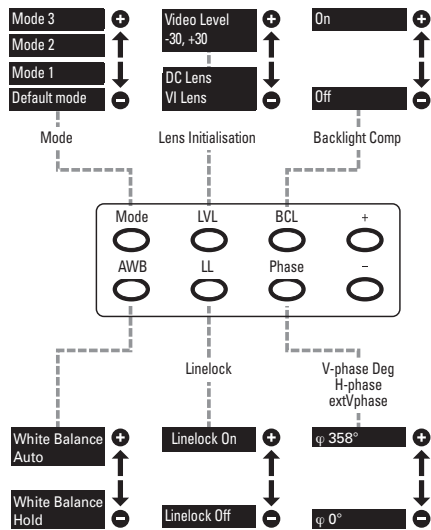 Mode 3
Mode 2
Mode 1
Default mode
Mode
Video Level
-30, +30
DC Lens
VI Lens
Lens Initialisation
On
Off
Backlight Comp
Mode LVL BCL +
AWB LL Phase –
White Balance
Auto
White Balance
Hold
Linelock
Linelock On
Linelock Off
V-phase Deg
H-phase
extVphase
φ 358°
φ 0°